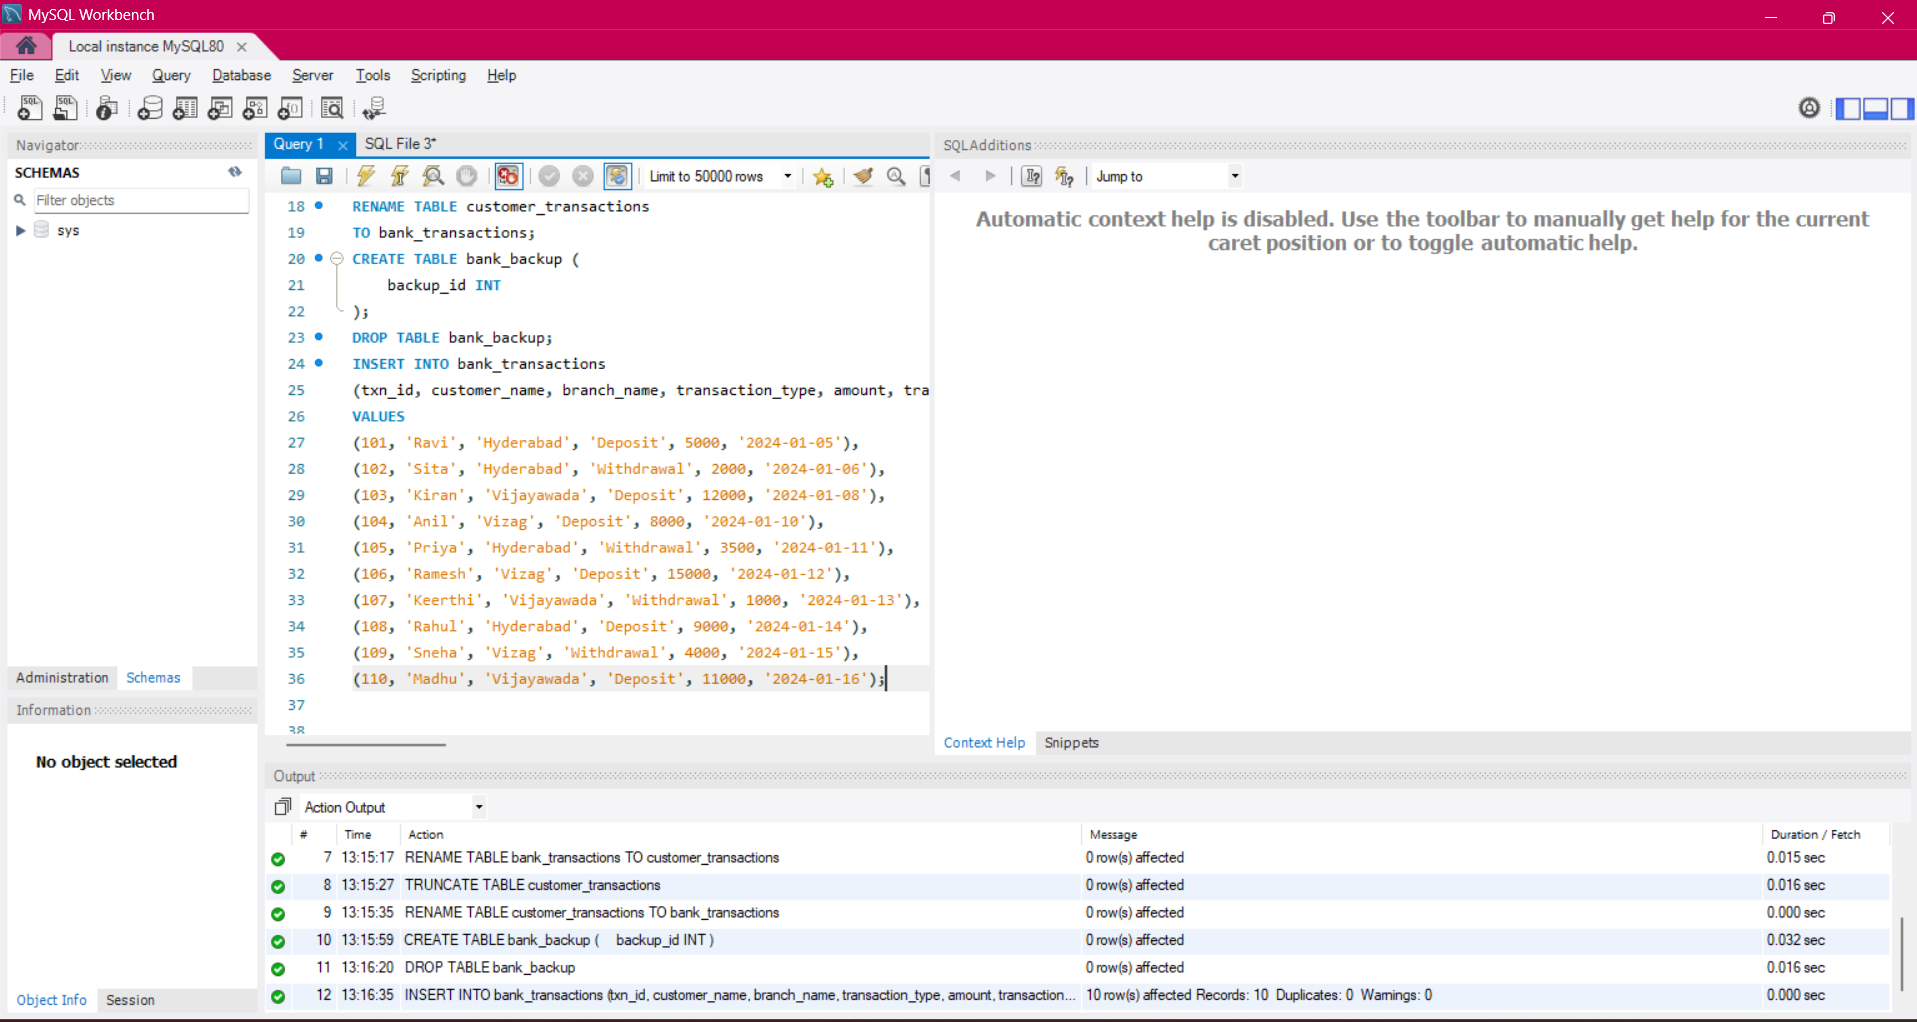 MySQL Workbench
Local instance MySQL80
File Edit View Query Database Server Tools Scripting Help
Navigator
SCHEMAS
Filter objects
sys
Administration Schemas
Information
No object selected
Object Info Session
Query 1 SQL File 3*
Limit to 50000 rows
18 RENAME TABLE customer_transactions
19 TO bank_transactions;
20 CREATE TABLE bank_backup (
21 backup_id INT
22 );
23 DROP TABLE bank_backup;
24 INSERT INTO bank_transactions
25 (txn_id, customer_name, branch_name, transaction_type, amount, tra
26 VALUES
27 (101, 'Ravi', 'Hyderabad', 'Deposit', 5000, '2024-01-05'),
28 (102, 'Sita', 'Hyderabad', 'Withdrawal', 2000, '2024-01-06'),
29 (103, 'Kiran', 'Vijayawada', 'Deposit', 12000, '2024-01-08'),
30 (104, 'Anil', 'Vizag', 'Deposit', 8000, '2024-01-10'),
31 (105, 'Priya', 'Hyderabad', 'Withdrawal', 3500, '2024-01-11'),
32 (106, 'Ramesh', 'Vizag', 'Deposit', 15000, '2024-01-12'),
33 (107, 'Keerthi', 'Vijayawada', 'Withdrawal', 1000, '2024-01-13'),
34 (108, 'Rahul', 'Hyderabad', 'Deposit', 9000, '2024-01-14'),
35 (109, 'Sneha', 'Vizag', 'Withdrawal', 4000, '2024-01-15'),
36 (110, 'Madhu', 'Vijayawada', 'Deposit', 11000, '2024-01-16');
37
38
SQLAdditions
Jump to
Automatic context help is disabled. Use the toolbar to manually get help for the current
caret position or to toggle automatic help.
Context Help Snippets
Output
Action Output
# Time Action Message Duration / Fetch
7 13:15:17 RENAME TABLE bank_transactions TO customer_transactions 0 row(s) affected 0.015 sec
8 13:15:27 TRUNCATE TABLE customer_transactions 0 row(s) affected 0.016 sec
9 13:15:35 RENAME TABLE customer_transactions TO bank_transactions 0 row(s) affected 0.000 sec
10 13:15:59 CREATE TABLE bank_backup ( backup_id INT ) 0 row(s) affected 0.032 sec
11 13:16:20 DROP TABLE bank_backup 0 row(s) affected 0.016 sec
12 13:16:35 INSERT INTO bank_transactions (txn_id, customer_name, branch_name, transaction_type, amount, transaction... 10 row(s) affected Records: 10 Duplicates: 0 Warnings: 0 0.000 sec